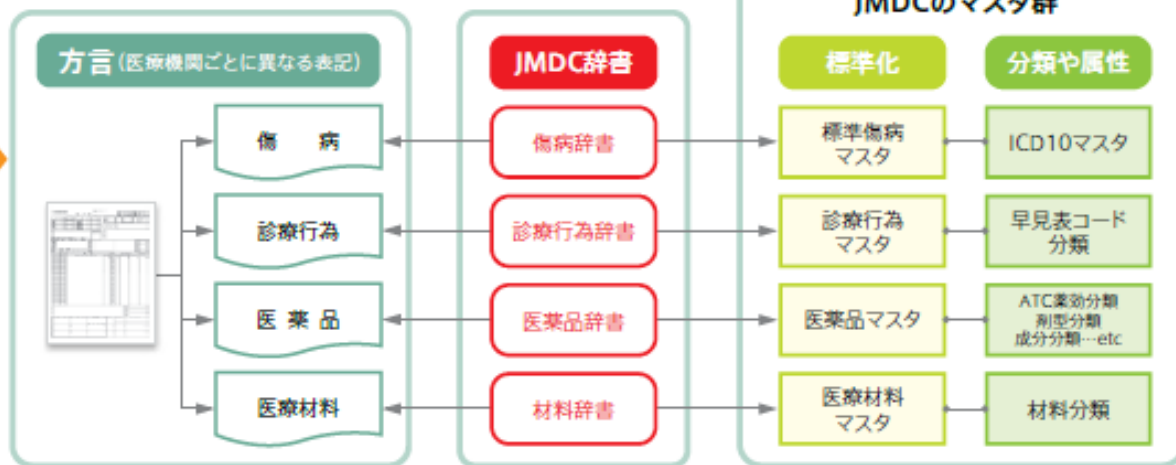 JMDCのマスタ群
方言(医療機関ごとに異なる表記)
JMDC辞書
標準化
分類や属性
傷 病
傷病辞書
標準傷病
マスタ
ICD10マスタ
診療行為
診療行為辞書
診療行為
マスタ
早見表コード
分類
医 薬 品
医薬品辞書
医薬品マスタ
ATC薬効分類
剤型分類
成分分類…etc
医療材料
材料辞書
医療材料
マスタ
材料分類